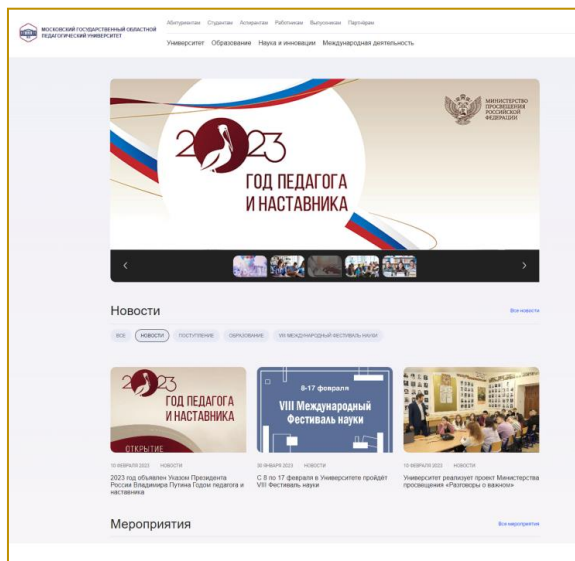 МОСКОВСКИЙ ГОСУДАРСТВЕННЫЙ ОБЛАСТНОЙ
ПЕДАГОГИЧЕСКИЙ УНИВЕРСИТЕТ
Абитуриентам Студентам Аспирантам Работникам Выпускникам Партнёрам
Университет Образование Наука и инновации Международная деятельность
МИНИСТЕРСТВО
ПРОСВЕЩЕНИЯ
РОССИЙСКОЙ
ФЕДЕРАЦИИ
2023
ГОД ПЕДАГОГА
И НАСТАВНИКА
Новости
Все новости
ВСЕ НОВОСТИ ПОСТУПЛЕНИЕ ОБРАЗОВАНИЕ VIII МЕЖДУНАРОДНЫЙ ФЕСТИВАЛЬ НАУКИ
2023
ГОД ПЕДАГОГА
И НАСТАВНИКА
ОТКРЫТИЕ
8-17 февраля
VIII Международный
Фестиваль науки
10 ФЕВРАЛЯ 2023 НОВОСТИ
2023 год объявлен Указом Президента
России Владимира Путина Годом педагога и
наставника
30 ЯНВАРЯ 2023 НОВОСТИ
С 8 по 17 февраля в Университете пройдёт
VIII Фестиваль науки
НОВОСТИ
Университет реализует проект Министерства
просвещения «Разговоры о важном»
Мероприятия
Все мероприятия